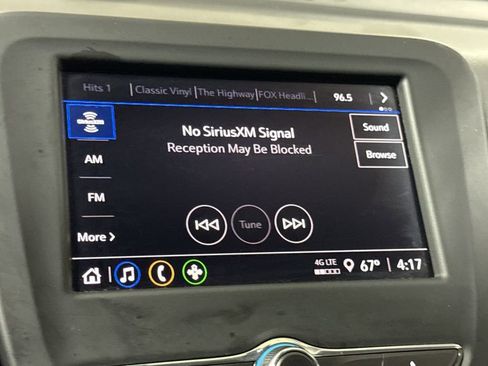 Hits 1 Classic Vinyl The Highway FOX Headli... 96.5
SiriusXM
No SiriusXM Signal
Reception May Be Blocked
Sound
Browse
AM
FM
More
Tune
4G LTE
67° 4:17